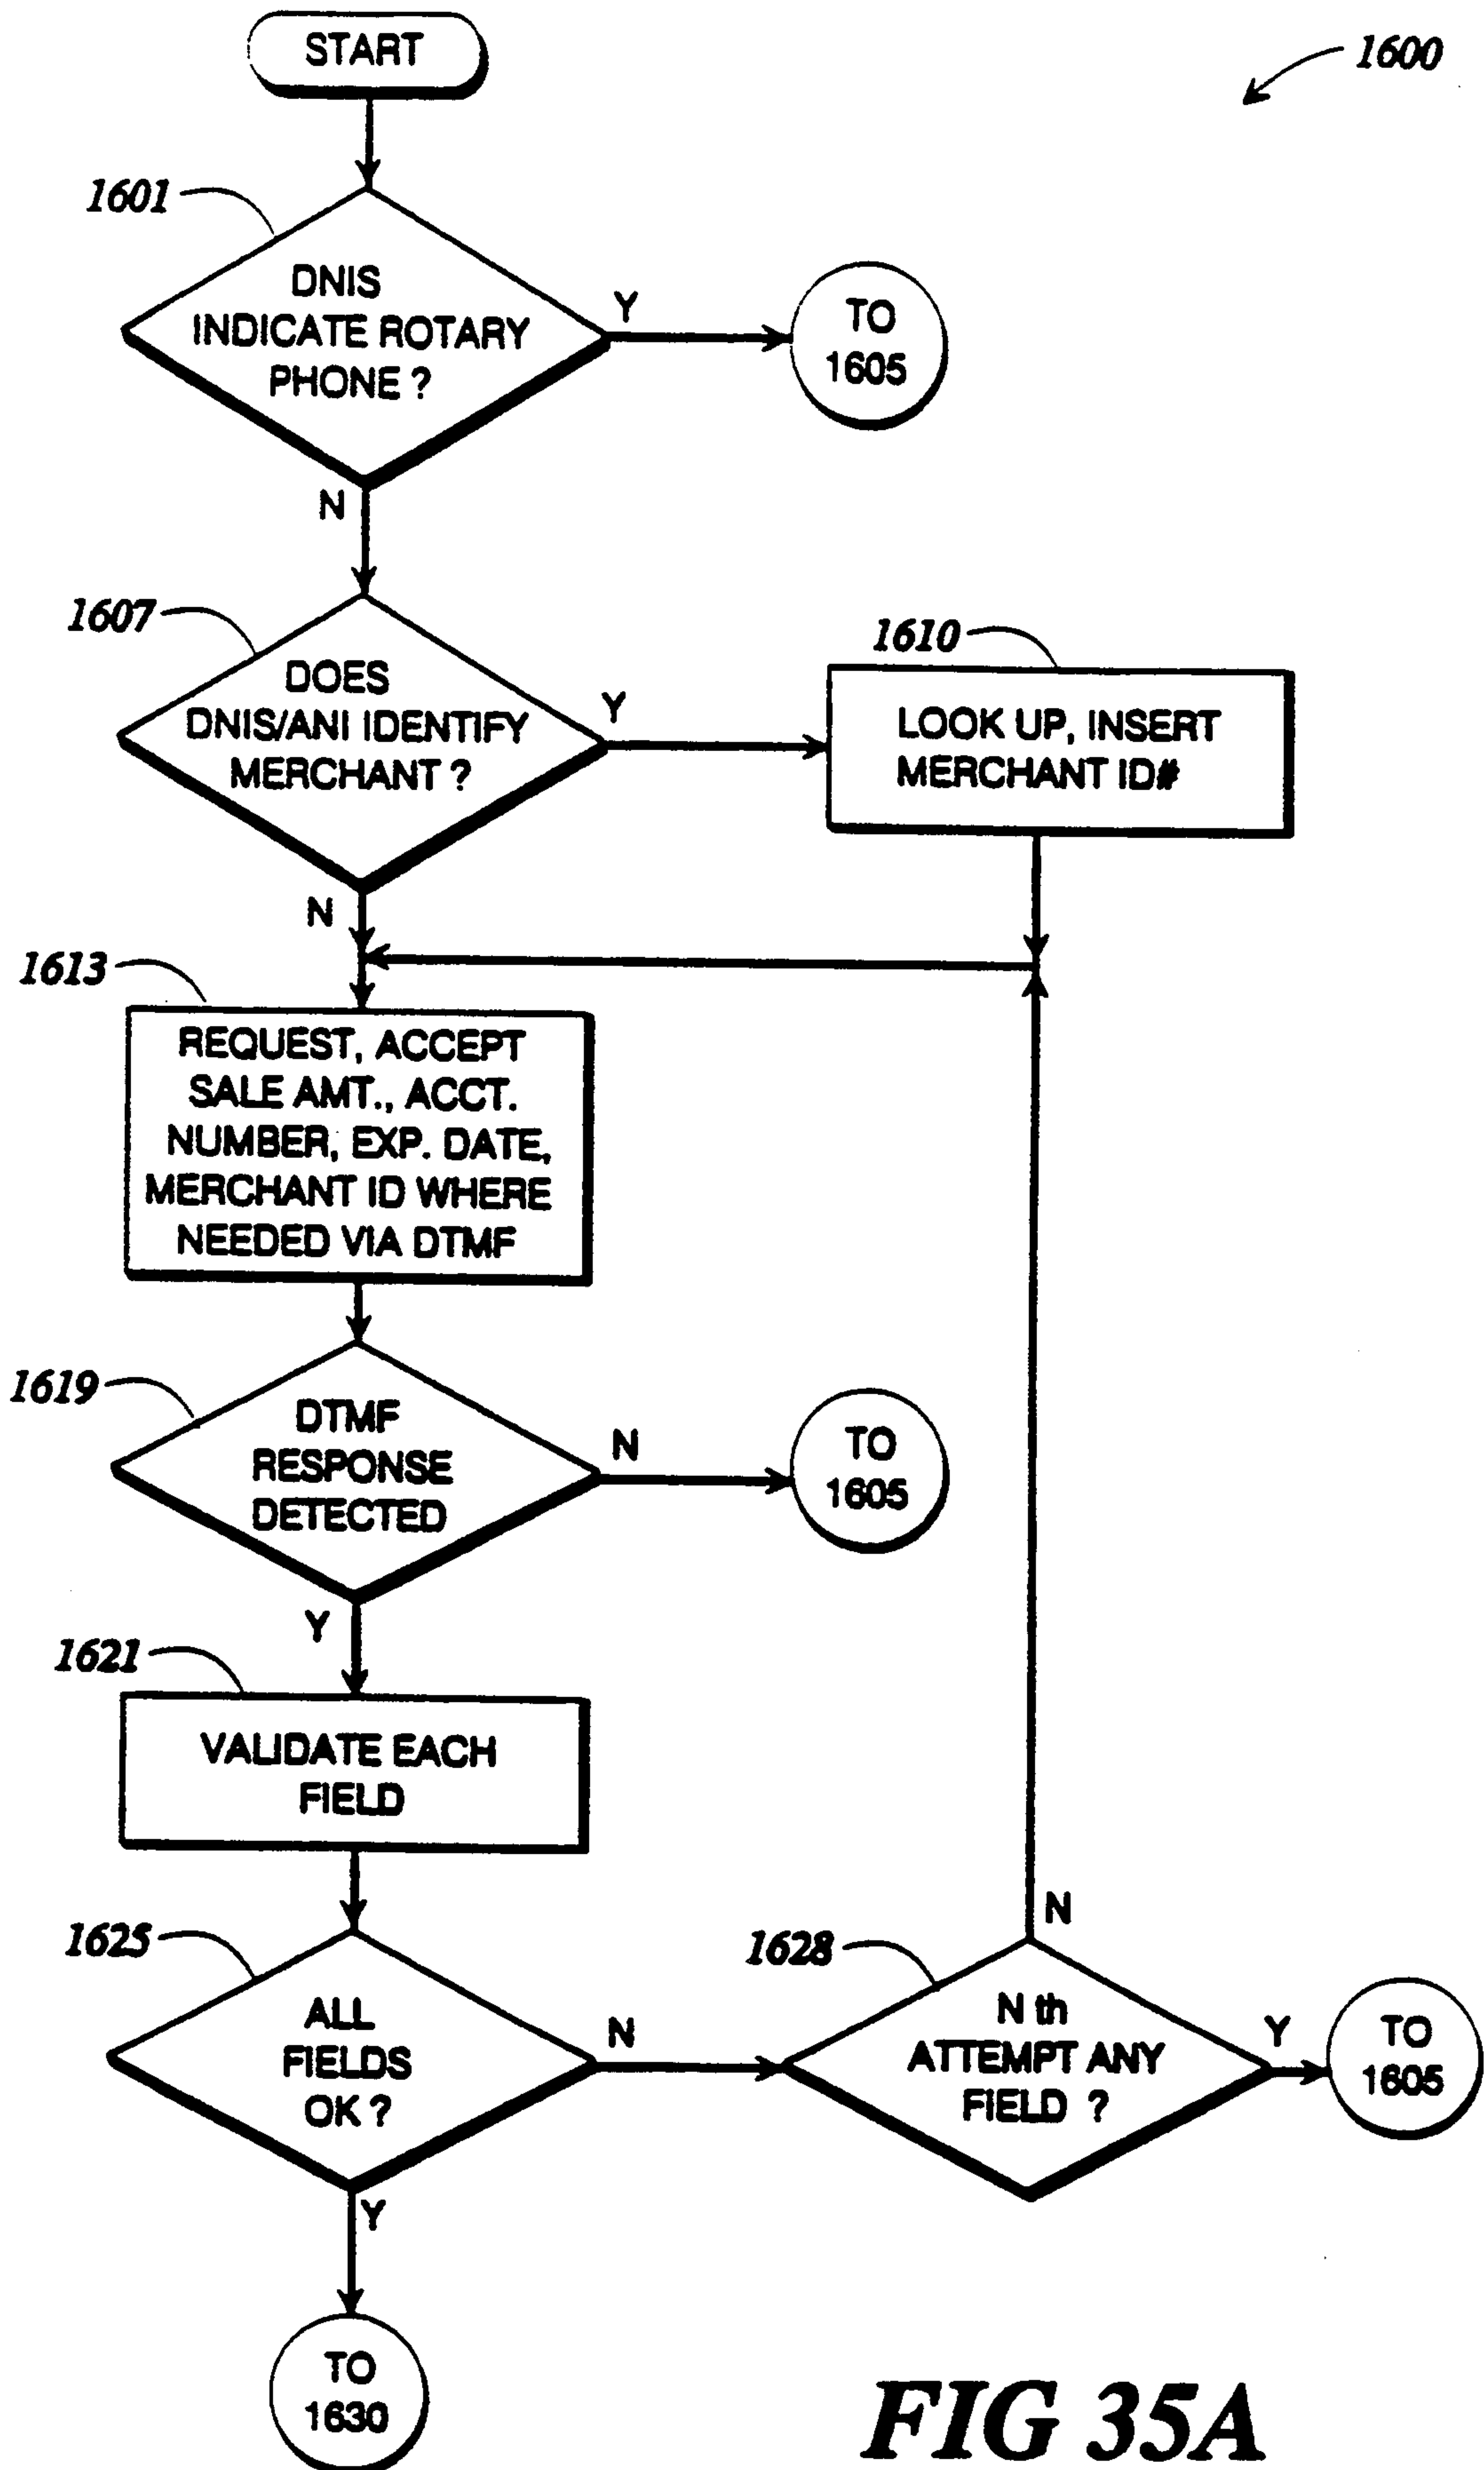 START
1600
1601
DNIS
INDICATE ROTARY
PHONE ?
Y
TO
1605
N
1607
DOES
DNIS/ANI IDENTIFY
MERCHANT ?
Y
1610
LOOK UP, INSERT
MERCHANT ID#
N
1613
REQUEST, ACCEPT
SALE AMT., ACCT.
NUMBER, EXP. DATE,
MERCHANT ID WHERE
NEEDED VIA DTMF
1619
DTMF
RESPONSE
DETECTED
N
TO
1605
Y
1621
VALIDATE EACH
FIELD
1625
ALL
FIELDS
OK ?
N
1628
N th
ATTEMPT ANY
FIELD ?
N
Y
TO
1605
Y
TO
1630
FIG 35A